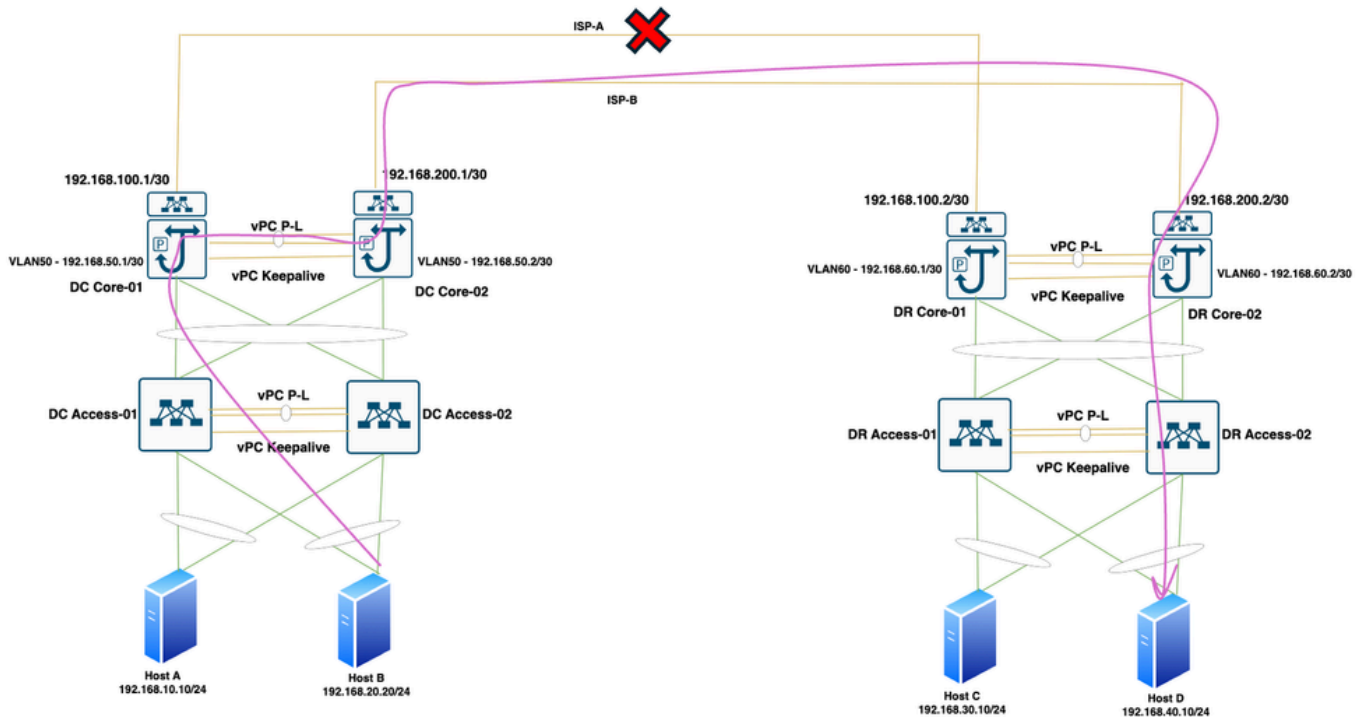 ISP-A
ISP-B
192.168.100.1/30
192.168.200.1/30
192.168.100.2/30
192.168.200.2/30
vPC P-L
P
P
VLAN50 - 192.168.50.1/30
VLAN50 - 192.168.50.2/30
vPC Keepalive
DC Core-01
DC Core-02
vPC P-L
P
P
VLAN60 - 192.168.60.1/30
VLAN60 - 192.168.60.2/30
vPC Keepalive
DR Core-01
DR Core-02
vPC P-L
DC Access-01
DC Access-02
vPC Keepalive
vPC P-L
DR Access-01
DR Access-02
vPC Keepalive
Host A
192.168.10.10/24
Host B
192.168.20.20/24
Host C
192.168.30.10/24
Host D
192.168.40.10/24